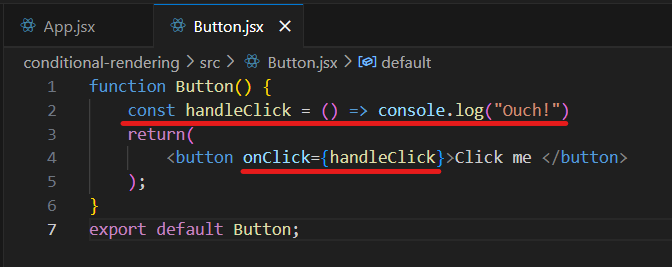 App.jsx Button.jsx ×
conditional-rendering > src > Button.jsx > default
1 function Button() {
2 const handleClick = () => console.log("Ouch!")
3 return(
4 <button onClick={handleClick}>Click me </button>
5 );
6 }
7 export default Button;